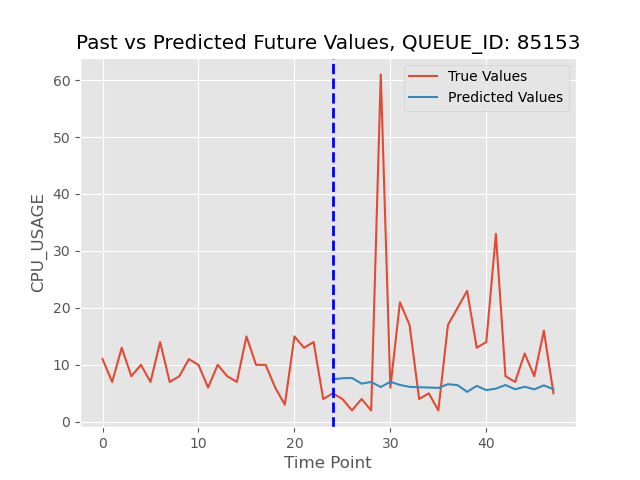 Past vs Predicted Future Values, QUEUE_ID: 85153
True Values
Predicted Values
CPU_USAGE
60
50
40
30
20
10
0
0 10 20 30 40
Time Point